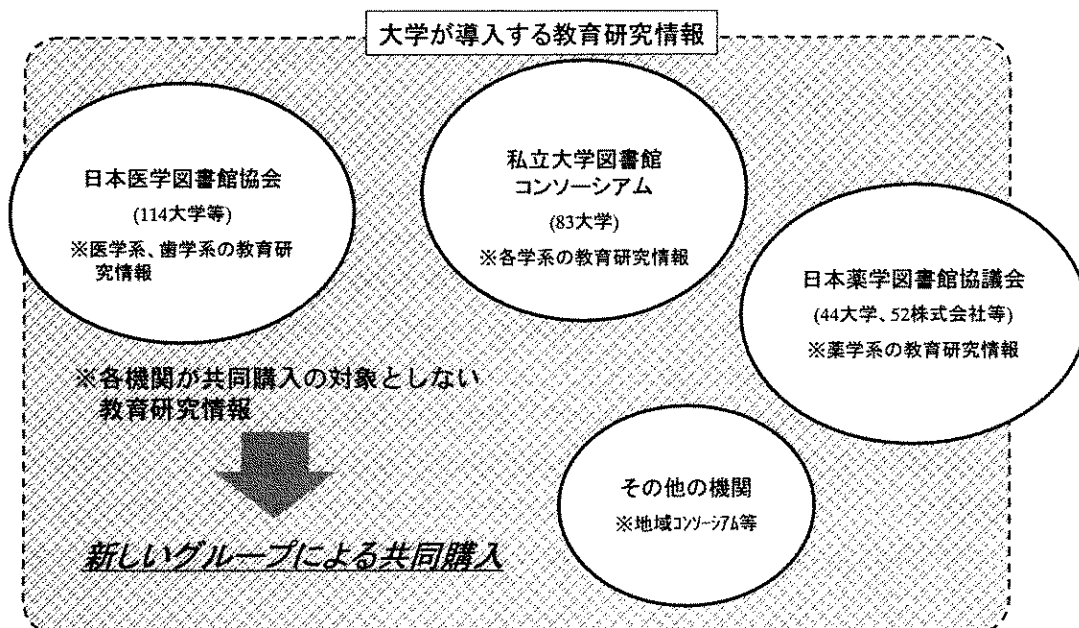 大学が導入する教育研究情報
日本医学図書館協会
(114大学等)
※医学系、歯学系の教育研
究情報
私立大学図書館
コンソーシアム
(83大学)
※各学系の教育研究情報
日本薬学図書館協議会
(44大学、52株式会社等)
※薬学系の教育研究情報
※各機関が共同購入の対象としない
教育研究情報
その他の機関
※地域コンソーシアム等
新しいグループによる共同購入